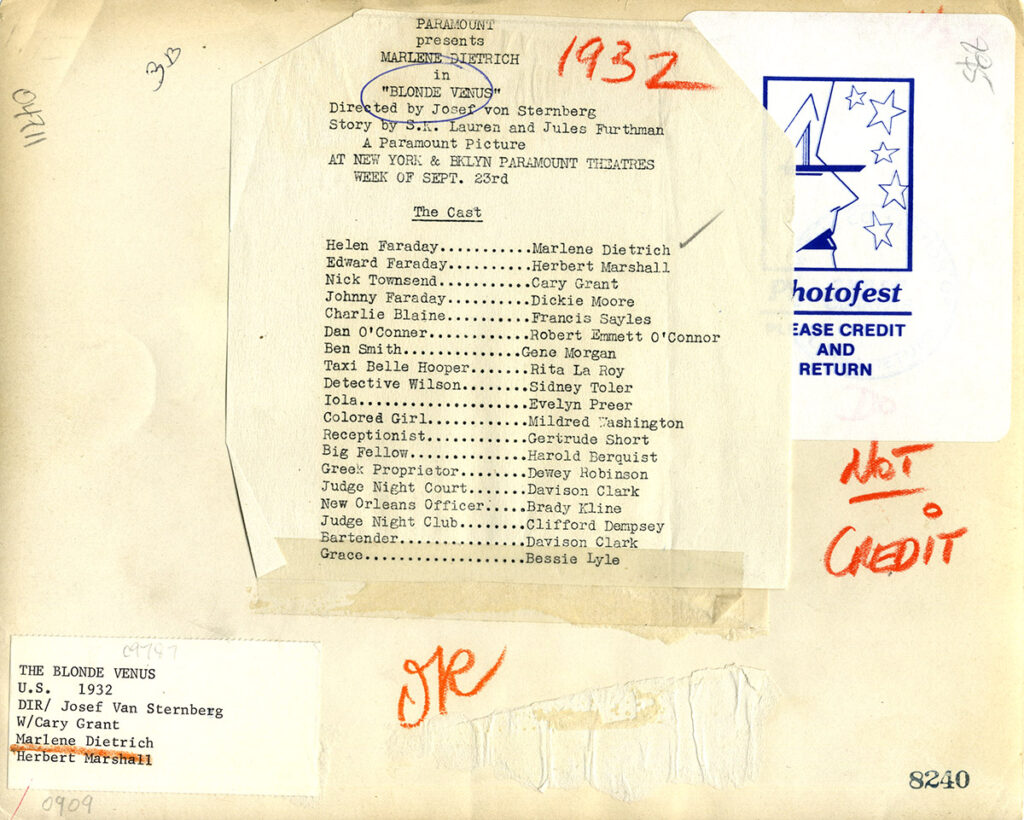 PARAMOUNT
presents
MARLENE DIETRICH
in
"BLONDE VENUS"
Directed by Josef von Sternberg
Story by S.K. Lauren and Jules Furthman
A Paramount Picture
AT NEW YORK & BKLYN PARAMOUNT THEATRES
WEEK OF SEPT. 23rd
The Cast
Helen Faraday...........Marlene Dietrich
Edward Faraday..........Herbert Marshall
Nick Townsend...........Cary Grant
Johnny Faraday..........Dickie Moore
Charlie Blaine..........Francis Sayles
Dan O'Conner............Robert Emmett O'Connor
Ben Smith..............Gene Morgan
Taxi Belle Hooper.......Rita La Roy
Detective Wilson........Sidney Toler
Iola....................Evelyn Preer
Colored Girl............Mildred Washington
Receptionist............Gertrude Short
Big Fellow..............Harold Berquist
Greek Proprietor........Dewey Robinson
Judge Night Court.......Davison Clark
New Orleans Officer.....Brady Kline
Judge Night Club........Clifford Dempsey
Bartender...............Davison Clark
Grace...................Bessie Lyle
1932
3B
04711
Photofest
PLEASE CREDIT
AND
RETURN
NOT
CREDIT
OK
09787
THE BLONDE VENUS
U.S. 1932
DIR/ Josef Van Sternberg
W/Cary Grant
Marlene Dietrich
Herbert Marshall
0909
8240